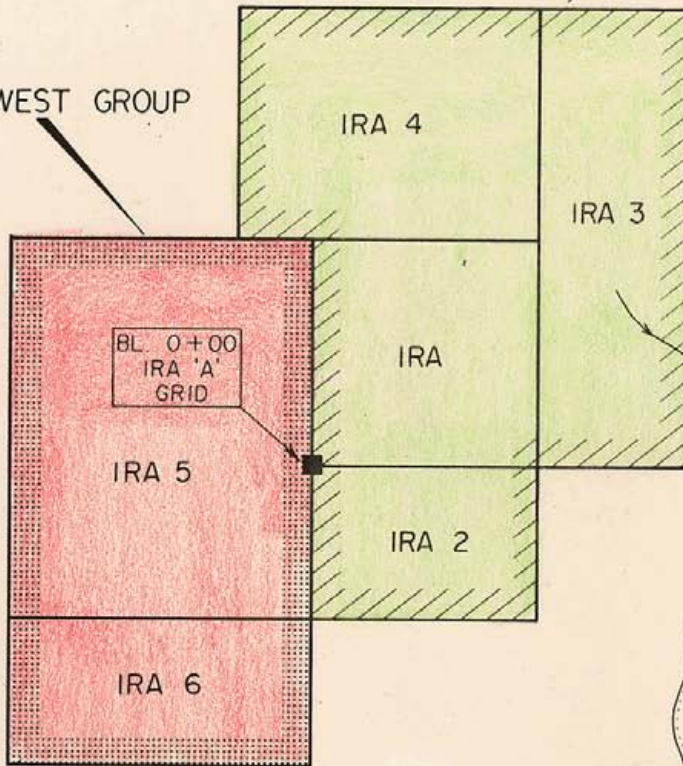 WEST GROUP
IRA 4
IRA 3
BL 0+00
IRA 'A'
GRID
IRA
IRA 5
IRA 2
IRA 6